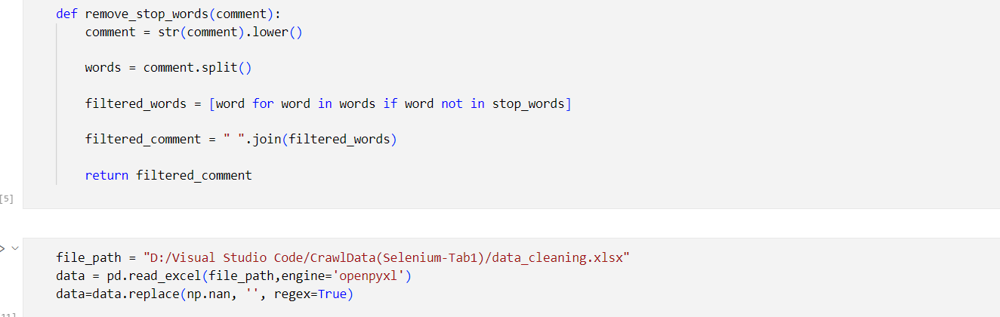 def remove_stop_words(comment):
    comment = str(comment).lower()
    words = comment.split()
    filtered_words = [word for word in words if word not in stop_words]
    filtered_comment = " ".join(filtered_words)
    return filtered_comment
[5]
file_path = "D:/Visual Studio Code/CrawlData(Selenium-Tab1)/data_cleaning.xlsx"
data = pd.read_excel(file_path,engine='openpyxl')
data=data.replace(np.nan, '', regex=True)